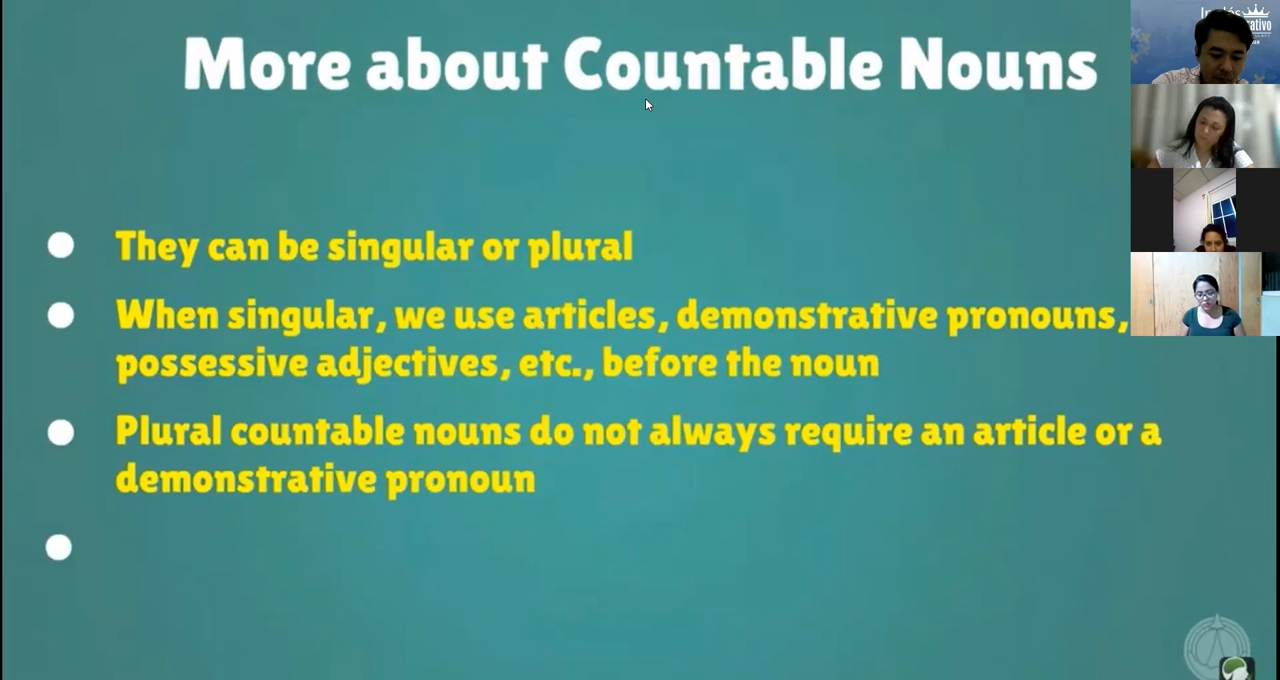 More about Countable Nouns
They can be singular or plural
When singular, we use articles, demonstrative pronouns,
possessive adjectives, etc., before the noun
Plural countable nouns do not always require an article or a
demonstrative pronoun